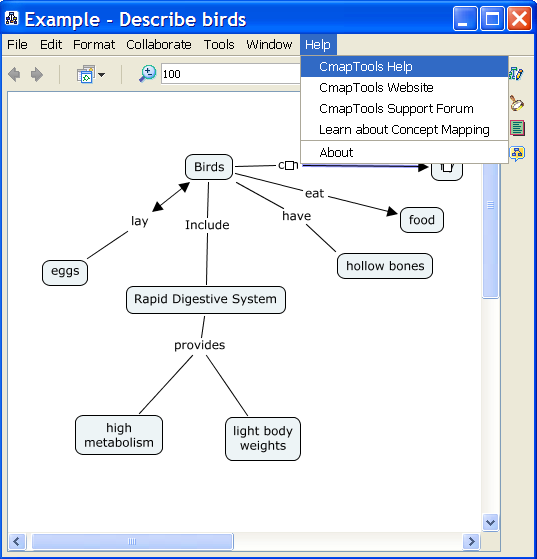 Example - Describe birds
File Edit Format Collaborate Tools Window Help
100
CmapTools Help
CmapTools Website
CmapTools Support Forum
Learn about Concept Mapping
About
Birds
eat
lay
Include
have
food
eggs
hollow bones
Rapid Digestive System
provides
high
metabolism
light body
weights